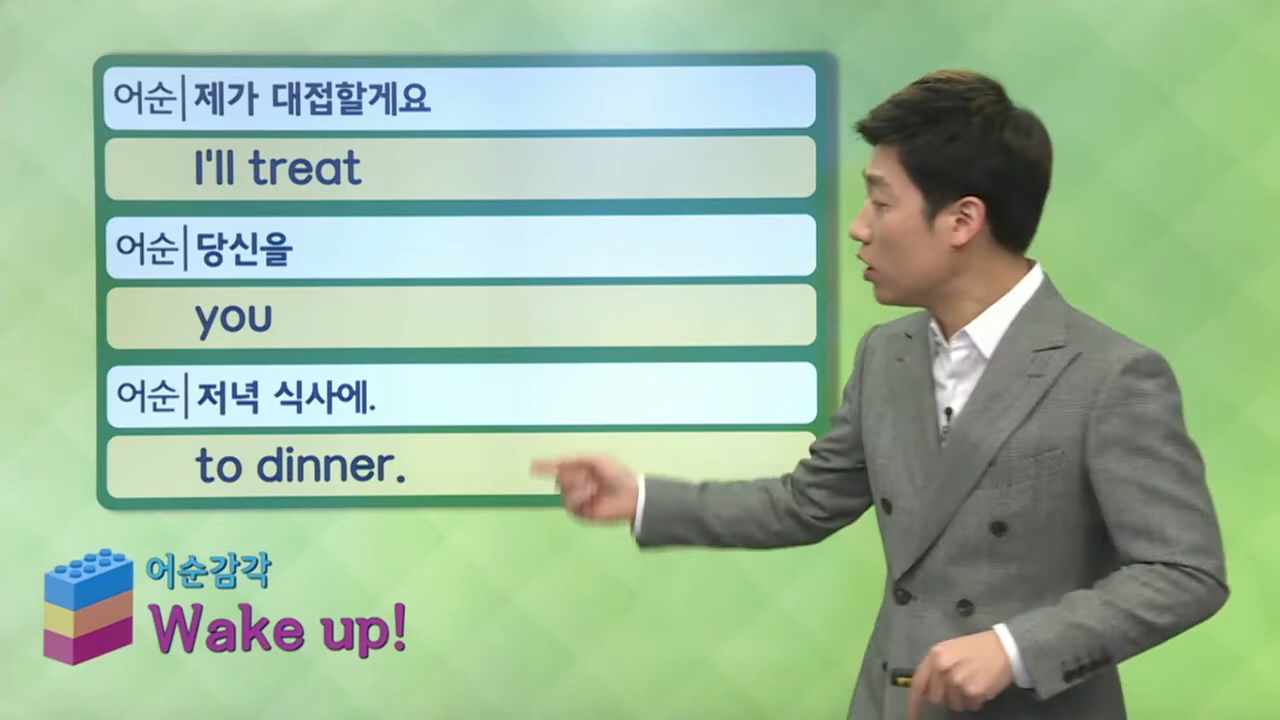 어순|제가 대접할게요
I'll treat
어순|당신을
you
어순|저녁 식사에.
to dinner.
어순감각
Wake up!